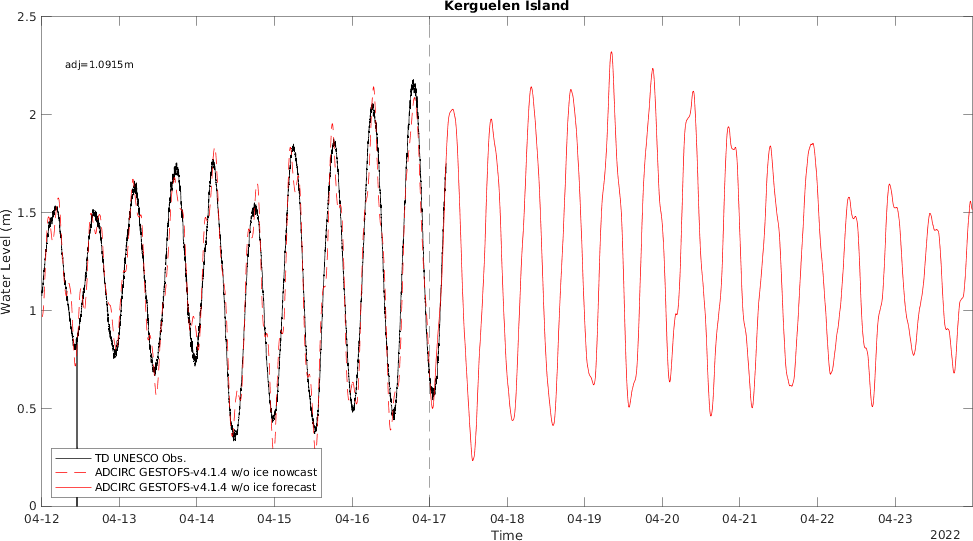 Kerguelen Island
adj=1.0915m
2.5
2
1.5
1
0.5
0
Water Level (m)
TD UNESCO Obs.
ADCIRC GESTOFS-v4.1.4 w/o ice nowcast
ADCIRC GESTOFS-v4.1.4 w/o ice forecast
04-12 04-13 04-14 04-15 04-16 04-17 04-18 04-19 04-20 04-21 04-22 04-23
Time
2022